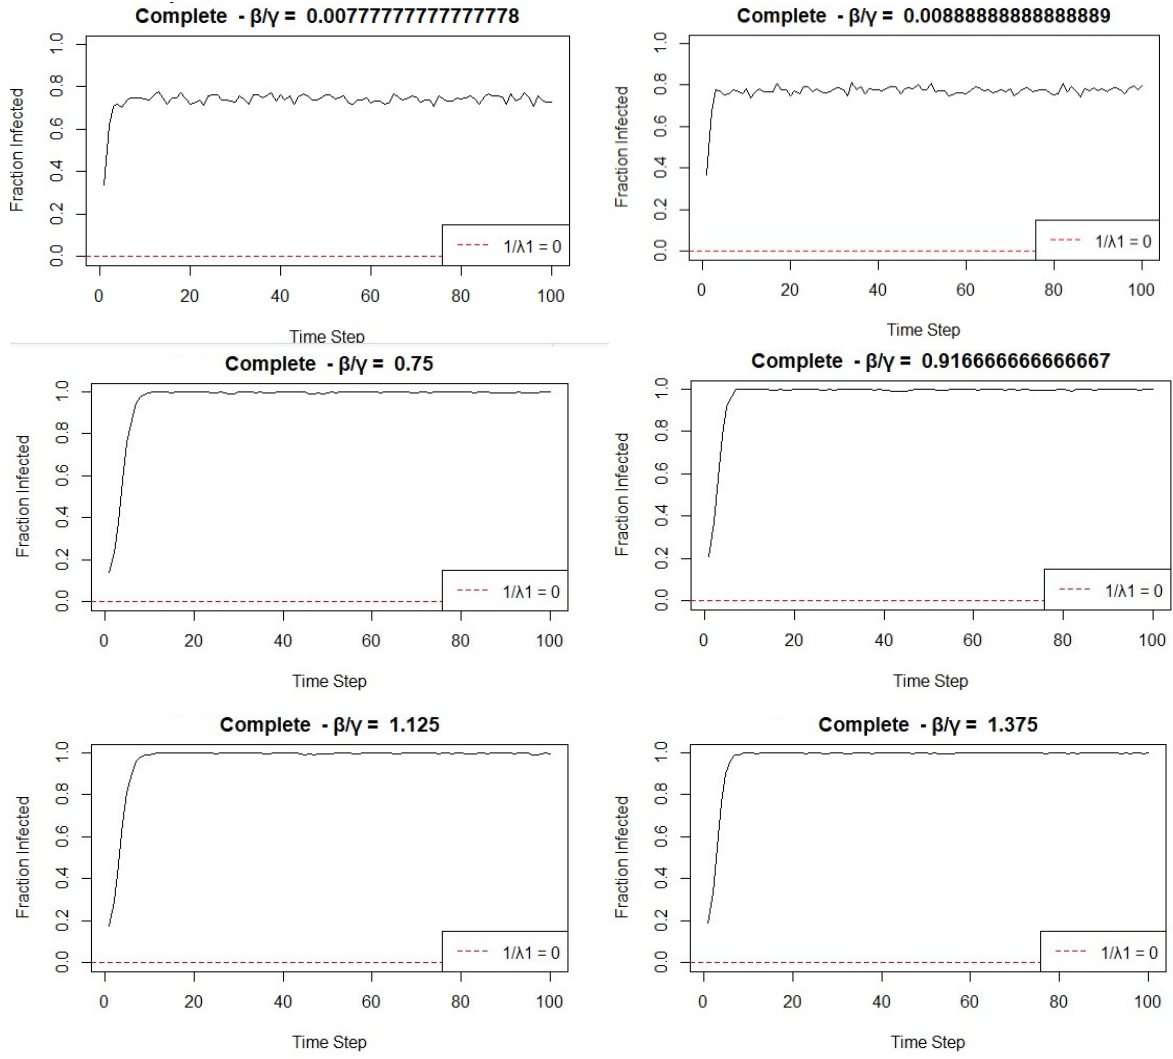 Complete - β/γ = 0.00777777777777778
Fraction Infected
0.0 0.2 0.4 0.6 0.8 1.0
1/λ1 = 0
0 20 40 60 80 100
Time Step
Complete - β/γ = 0.00888888888888889
Fraction Infected
0.0 0.2 0.4 0.6 0.8 1.0
1/λ1 = 0
0 20 40 60 80 100
Time Step
Complete - β/γ = 0.75
Fraction Infected
0.0 0.2 0.4 0.6 0.8 1.0
1/λ1 = 0
0 20 40 60 80 100
Time Step
Complete - β/γ = 0.916666666666667
Fraction Infected
0.0 0.2 0.4 0.6 0.8 1.0
1/λ1 = 0
0 20 40 60 80 100
Time Step
Complete - β/γ = 1.125
Fraction Infected
0.0 0.2 0.4 0.6 0.8 1.0
1/λ1 = 0
0 20 40 60 80 100
Time Step
Complete - β/γ = 1.375
Fraction Infected
0.0 0.2 0.4 0.6 0.8 1.0
1/λ1 = 0
0 20 40 60 80 100
Time Step